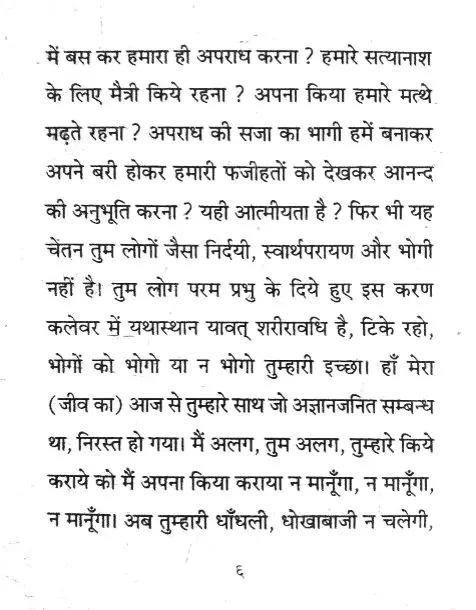 में बस कर हमारा ही अपराध करना ? हमारे सत्यानाश
के लिए मैत्री किये रहना ? अपना किया हमारे मत्थे
मढ़ते रहना ? अपराध की सजा का भागी हमें बनाकर
अपने बरी होकर हमारी फजीहतों को देखकर आनन्द
की अनुभूति करना ? यही आत्मीयता है ? फिर भी यह
चेतन तुम लोगों जैसा निर्दयी, स्वार्थपरायण और भोगी
नहीं है। तुम लोग परम प्रभु के दिये हुए इस करण
कलेवर में यथास्थान यावत् शरीरावधि है, टिके रहो,
भोगों को भोगो या न भोगो तुम्हारी इच्छा। हाँ मेरा
(जीव का) आज से तुम्हारे साथ जो अज्ञानजनित सम्बन्ध
था, निरस्त हो गया। मैं अलग, तुम अलग, तुम्हारे किये
कराये को मैं अपना किया कराया न मानूँगा, न मानूँगा,
न मानूँगा। अब तुम्हारी धाँधली, धोखाबाजी न चलेगी,
६